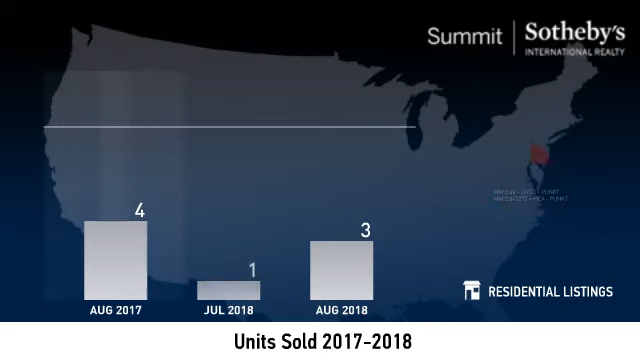 Summit
Sotheby's
INTERNATIONAL REALTY
4
1
3
AUG 2017
JUL 2018
AUG 2018
RESIDENTIAL LISTINGS
Units Sold 2017-2018